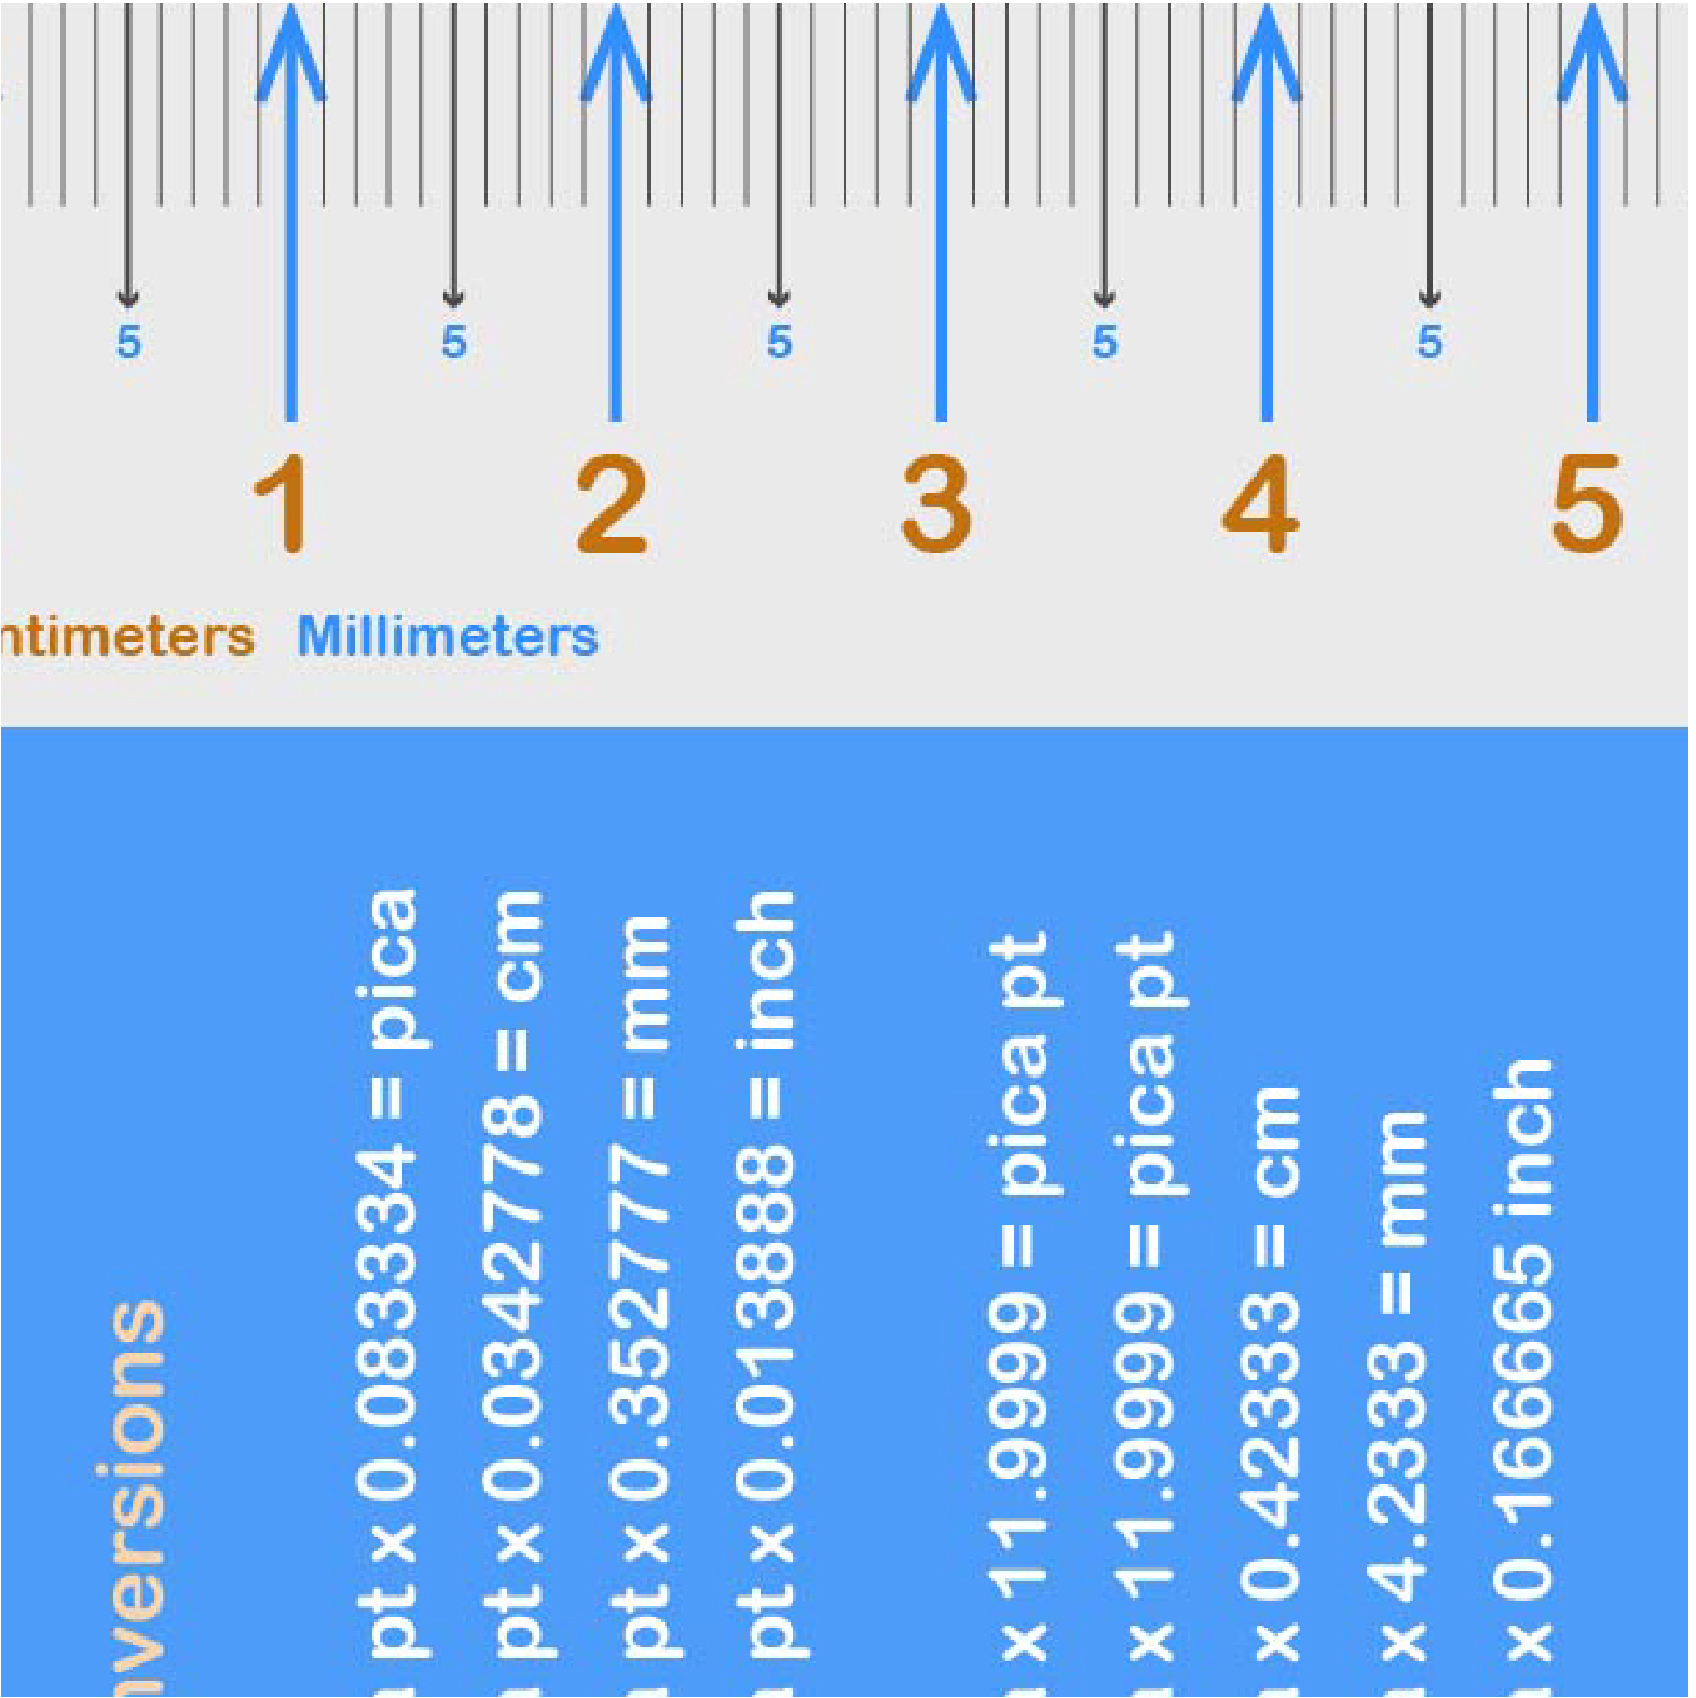 5 5 5 5 5
1 2 3 4 5
ntimeters Millimeters
nversions
pt x 0.083334 = pica
pt x 0.0342778 = cm
pt x 0.352777 = mm
pt x 0.013888 = inch
x 11.9999 = pica pt
x 11.9999 = pica pt
x 0.42333 = cm
x 4.2333 = mm
x 0.16665 inch